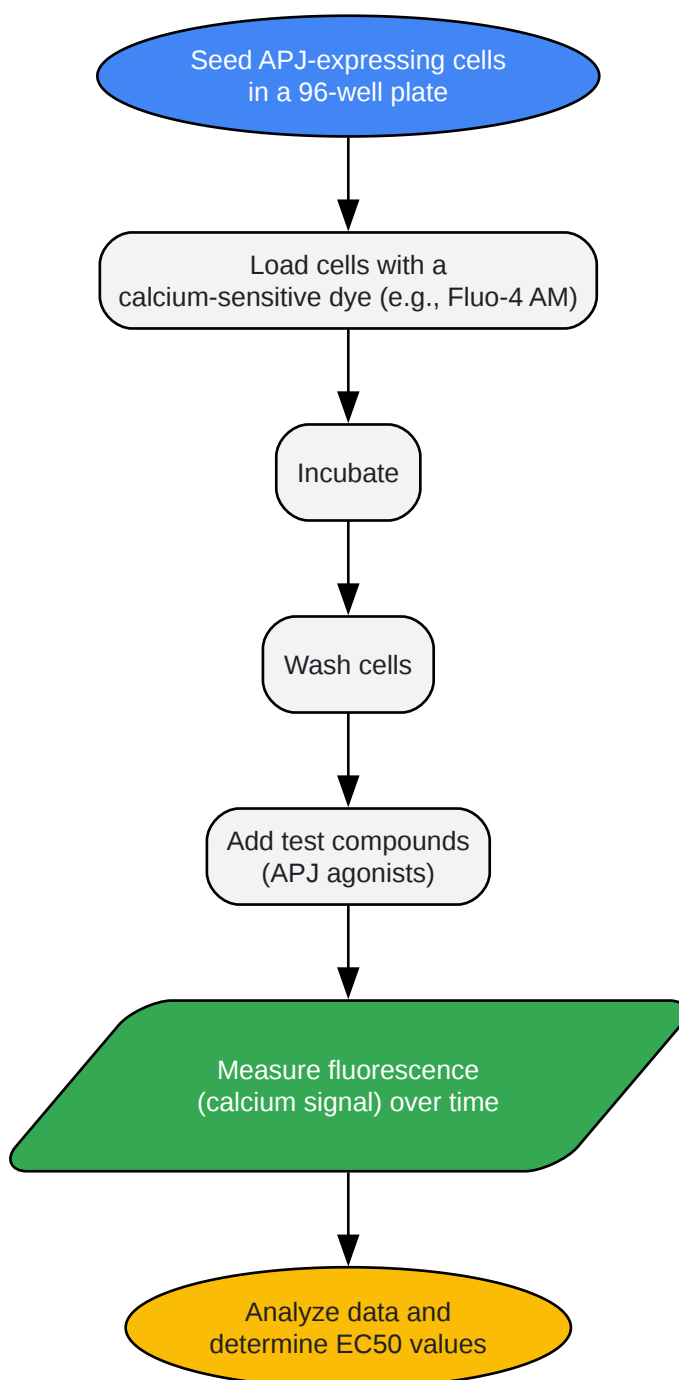 Seed APJ-expressing cells
in a 96-well plate
Load cells with a
calcium-sensitive dye (e.g., Fluo-4 AM)
Incubate
Wash cells
Add test compounds
(APJ agonists)
Measure fluorescence
(calcium signal) over time
Analyze data and
determine EC50 values